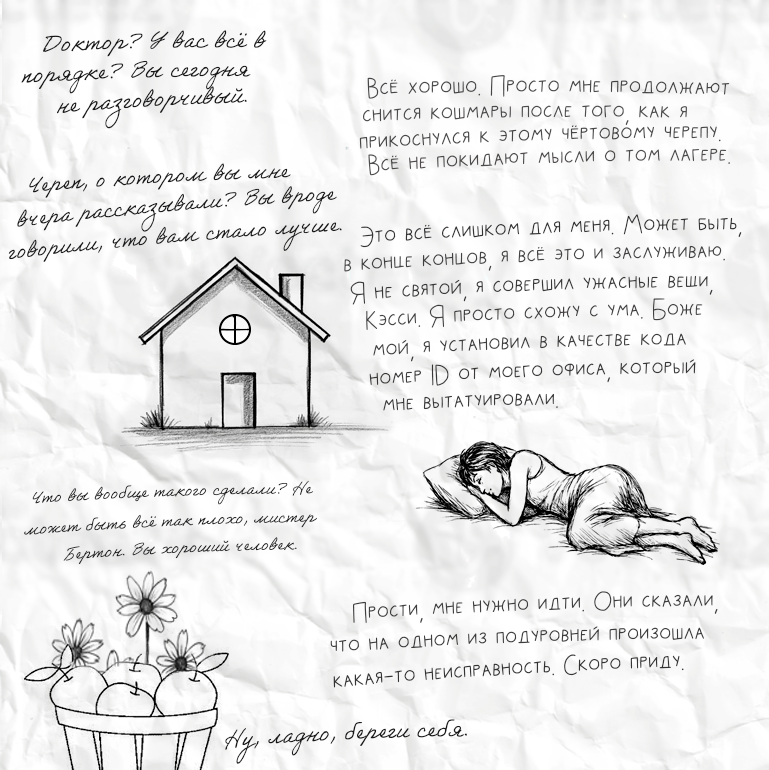 Доктор? У вас всё в
порядке? Вы сегодня
не разговорчивый.
Всё хорошо. Просто мне продолжают
снится кошмары после того, как я
прикоснулся к этому чёртовому черепу.
Всё не покидают мысли о том лагере.
Череп, о котором вы мне
вчера рассказывали? Вы вроде
говорили, что вам стало лучше.
Это всё слишком для меня. Может быть,
в конце концов, я всё это и заслуживаю.
Я не святой, я совершил ужасные вещи,
Кэсси. Я просто схожу с ума. Боже
мой, я установил в качестве кода
номер ID от моего офиса, который
мне вытатуировали.
Что вы вообще такого сделали? Не
может быть всё так плохо, мистер
Бертон. Вы хороший человек.
Прости, мне нужно идти. Они сказали,
что на одном из подуровней произошла
какая-то неисправность. Скоро приду.
Ну, ладно, береги себя.